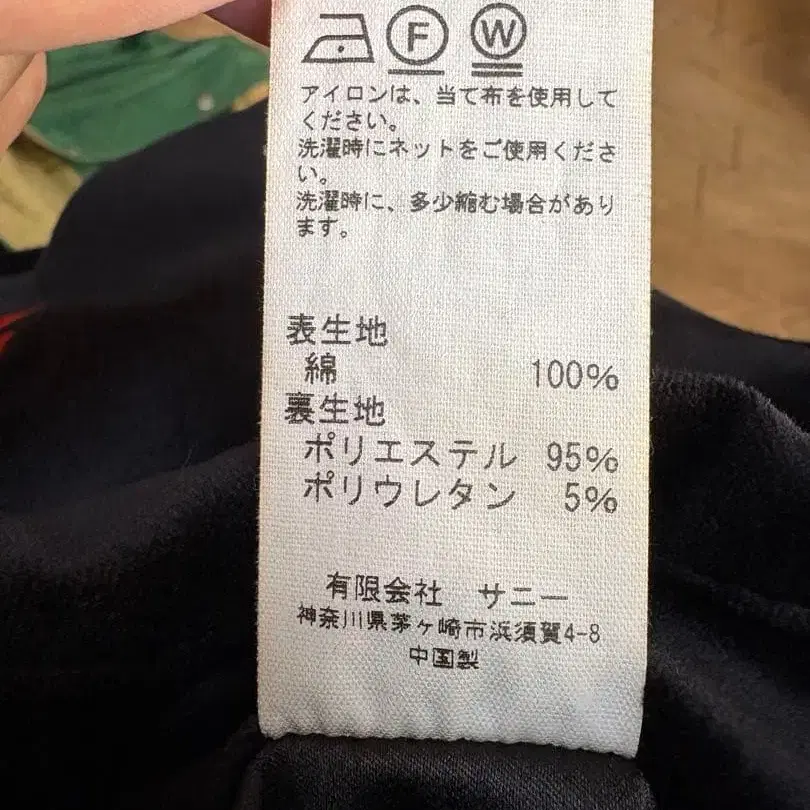 F W
アイロンは、当て布を使用して
ください。
洗濯時にネットをご使用くださ
い。
洗濯時に、多少縮む場合があり
ます。
表生地
綿 100%
裏生地
ポリエステル 95%
ポリウレタン 5%
有限会社 サニー
神奈川県茅ヶ崎市浜須賀4-8
中国製